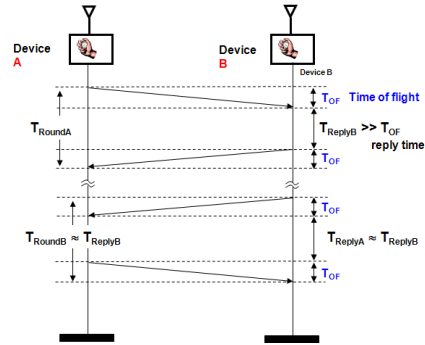 Device
A
Device
B
Device B
TOF Time of flight
TRoundA
TReplyB >> TOF
reply time
TOF
TOF
TRoundB ≈ TReplyB
TReplyA ≈ TReplyB
TOF